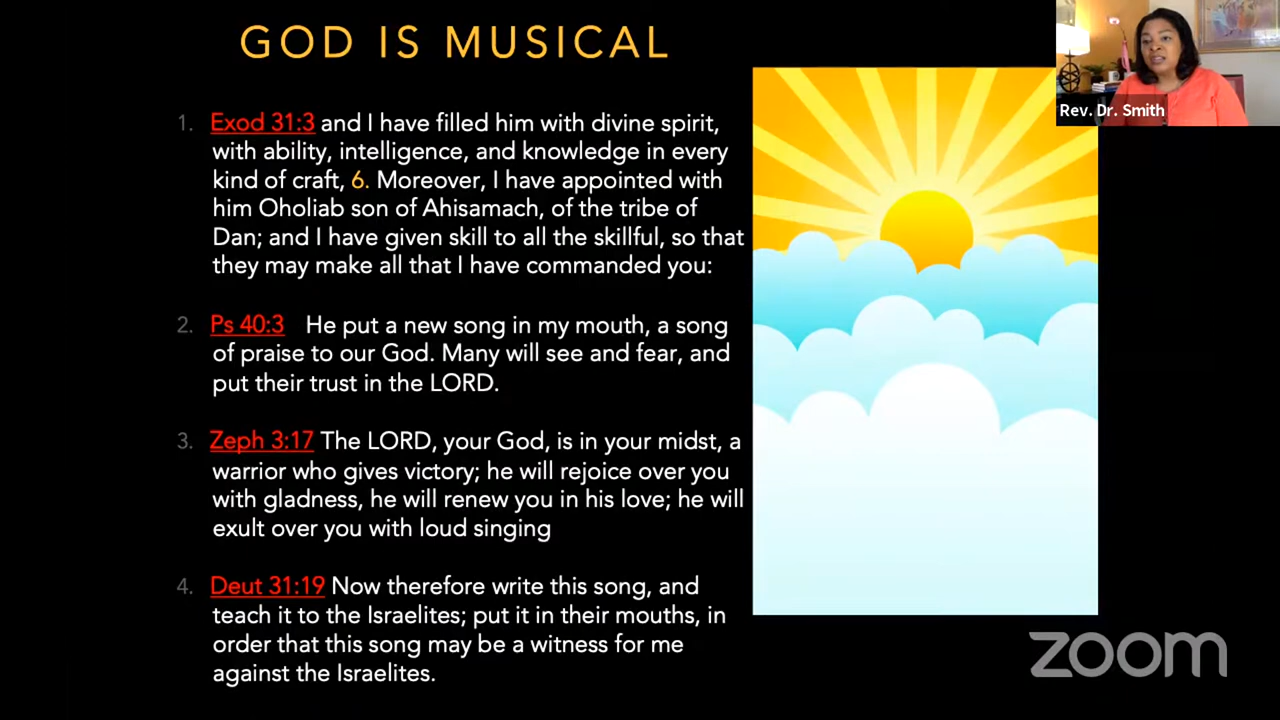 GOD IS MUSICAL
1. Exod 31:3 and I have filled him with divine spirit,
with ability, intelligence, and knowledge in every
kind of craft, 6. Moreover, I have appointed with
him Oholiab son of Ahisamach, of the tribe of
Dan; and I have given skill to all the skillful, so that
they may make all that I have commanded you:
2. Ps 40:3 He put a new song in my mouth, a song
of praise to our God. Many will see and fear, and
put their trust in the LORD.
3. Zeph 3:17 The LORD, your God, is in your midst, a
warrior who gives victory; he will rejoice over you
with gladness, he will renew you in his love; he will
exult over you with loud singing
4. Deut 31:19 Now therefore write this song, and
teach it to the Israelites; put it in their mouths, in
order that this song may be a witness for me
against the Israelites.
Rev. Dr. Smith
zoom